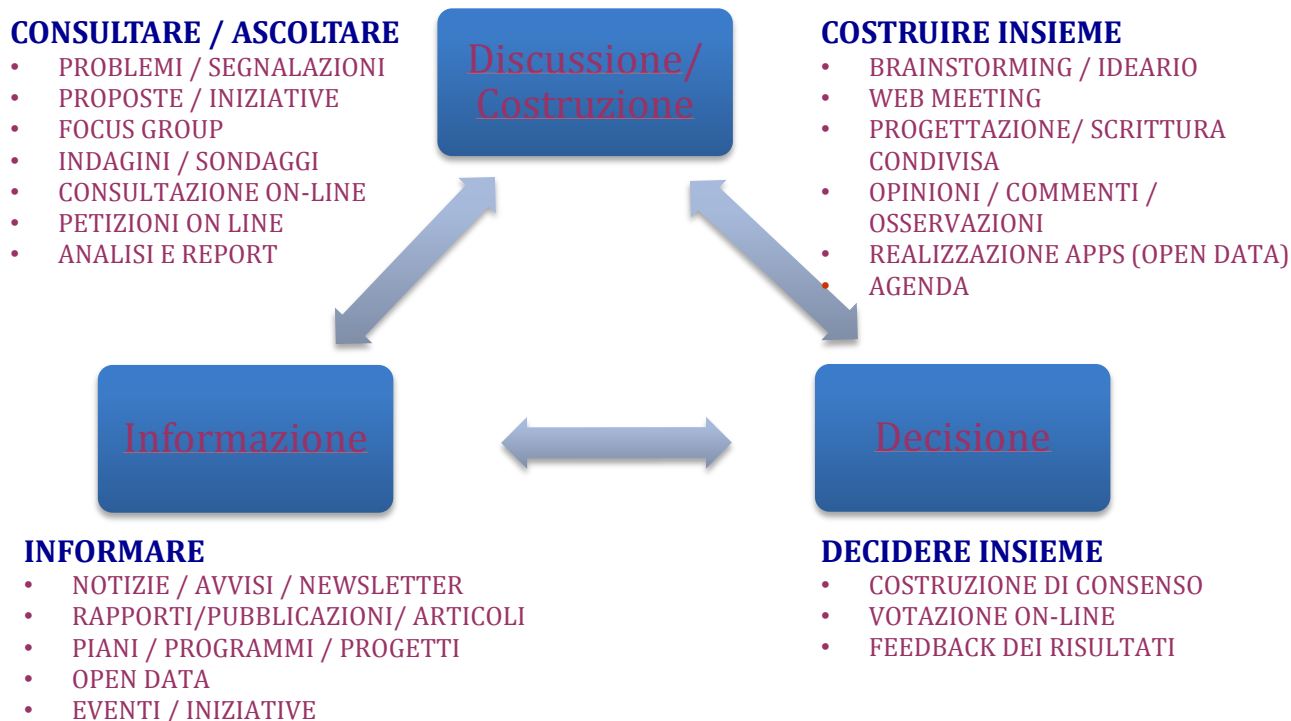 CONSULTARE / ASCOLTARE
• PROBLEMI / SEGNALAZIONI
• PROPOSTE / INIZIATIVE
• FOCUS GROUP
• INDAGINI / SONDAGGI
• CONSULTAZIONE ON-LINE
• PETIZIONI ON LINE
• ANALISI E REPORT
Discussione/
Costruzione
COSTRUIRE INSIEME
• BRAINSTORMING / IDEARIO
• WEB MEETING
• PROGETTAZIONE/ SCRITTURA
CONDIVISA
• OPINIONI / COMMENTI /
OSSERVAZIONI
• REALIZZAZIONE APPS (OPEN DATA)
• AGENDA
Informazione
Decisione
INFORMARE
• NOTIZIE / AVVISI / NEWSLETTER
• RAPPORTI/PUBBLICAZIONI/ ARTICOLI
• PIANI / PROGRAMMI / PROGETTI
• OPEN DATA
• EVENTI / INIZIATIVE
DECIDERE INSIEME
• COSTRUZIONE DI CONSENSO
• VOTAZIONE ON-LINE
• FEEDBACK DEI RISULTATI